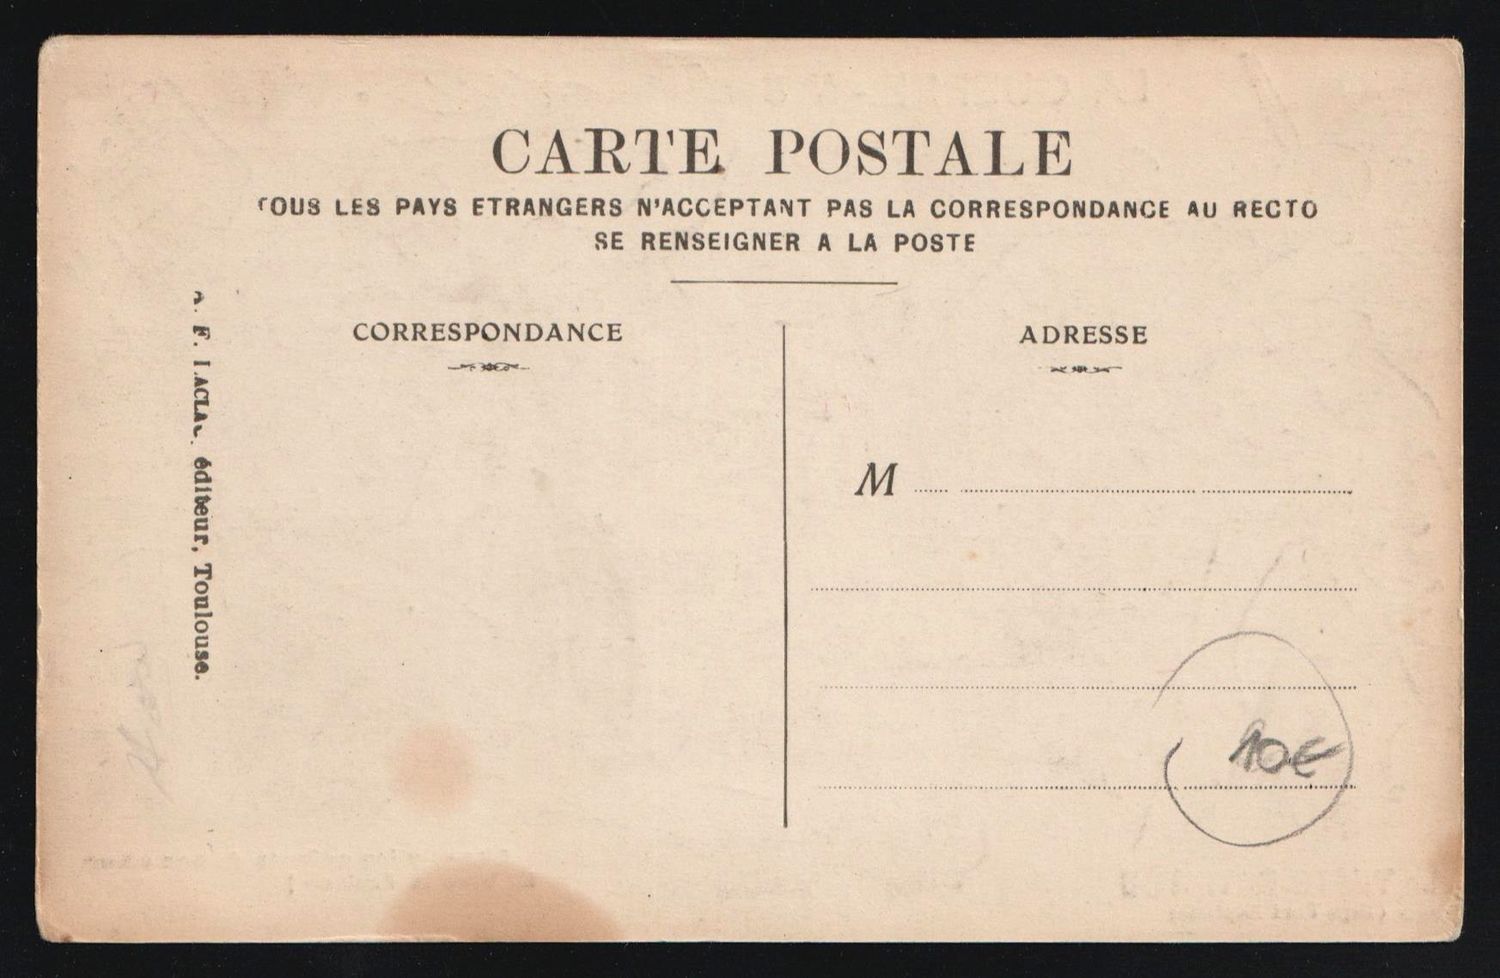 CARTE POSTALE
TOUS LES PAYS ETRANGERS N'ACCEPTANT PAS LA CORRESPONDANCE AU RECTO
SE RENSEIGNER A LA POSTE
CORRESPONDANCE
ADRESSE
F. éditeur, Toulouse.
M
10€